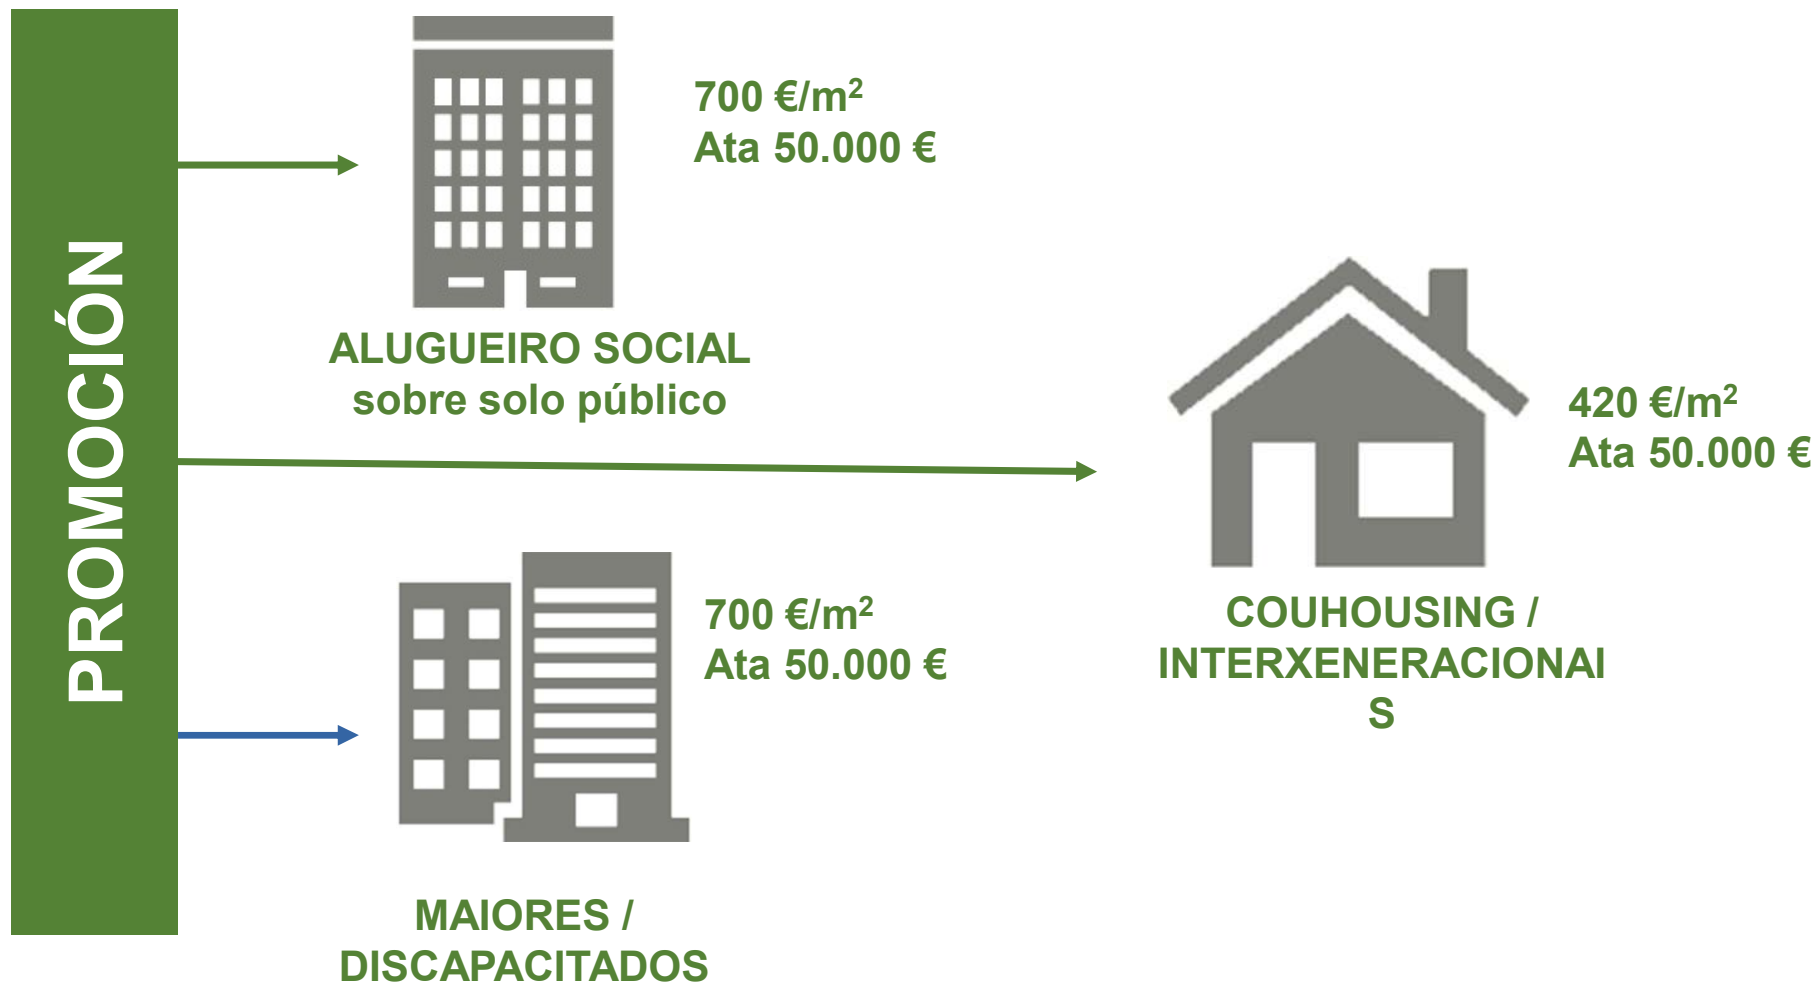 PROMOCIÓN
700 €/m²
Ata 50.000 €
ALUGUEIRO SOCIAL
sobre solo público
420 €/m²
Ata 50.000 €
COUHOUSING /
INTERXENERACIONAI
S
700 €/m²
Ata 50.000 €
MAIORES /
DISCAPACITADOS